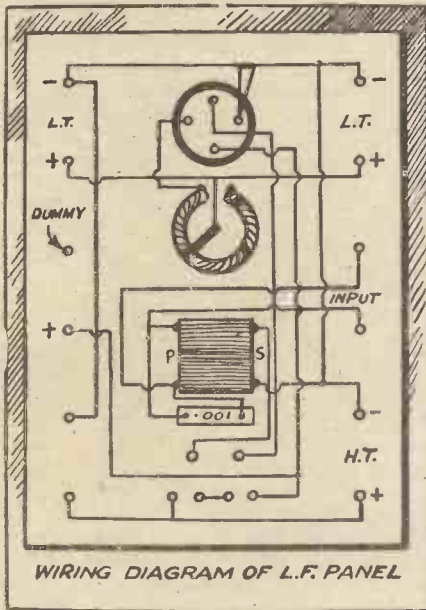 - -
L.T. L.T.
+ +
DUMMY
INPUT
+
P S
.001
-
H.T.
+
WIRING DIAGRAM OF L.F. PANEL